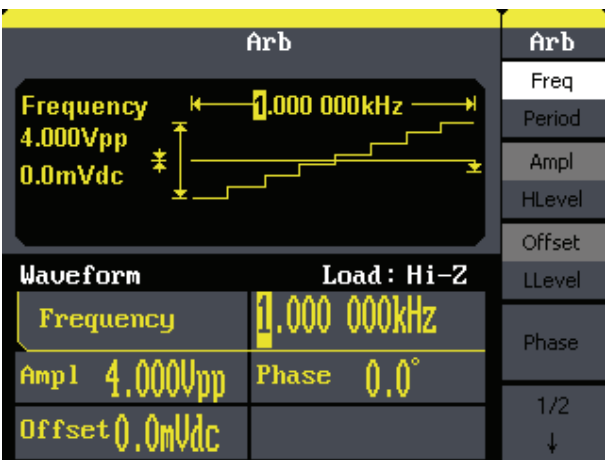 Arb
Frequency
1.000 000kHz
4.000Vpp
0.0mVdc
Waveform
Load: Hi-Z
Frequency
1.000 000kHz
Ampl 4.000Vpp
Phase 0.0°
Offset 0.0mVdc
Arb
Freq
Period
Ampl
HLevel
Offset
LLevel
Phase
1/2
↓